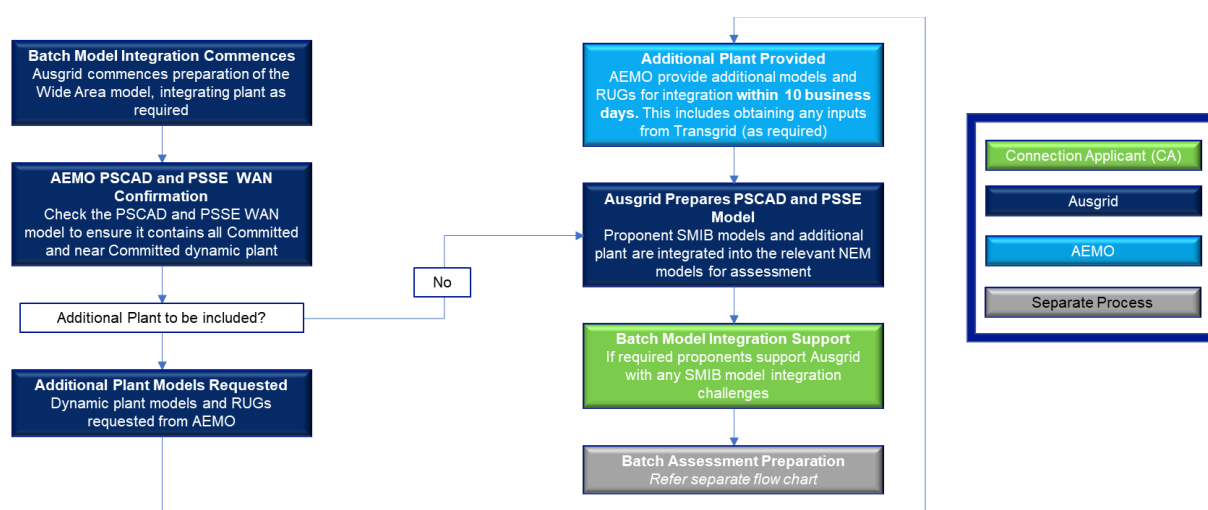 Batch Model Integration Commences
Ausgrid commences preparation of the
Wide Area model, integrating plant as
required
AEMO PSCAD and PSSE WAN
Confirmation
Check the PSCAD and PSSE WAN
model to ensure it contains all Committed
and near Committed dynamic plant
Additional Plant to be included?
No
Additional Plant Models Requested
Dynamic plant models and RUGs
requested from AEMO
Additional Plant Provided
AEMO provide additional models and
RUGs for integration within 10 business
days. This includes obtaining any inputs
from Transgrid (as required)
Ausgrid Prepares PSCAD and PSSE
Model
Proponent SMIB models and additional
plant are integrated into the relevant NEM
models for assessment
Batch Model Integration Support
If required proponents support Ausgrid
with any SMIB model integration
challenges
Batch Assessment Preparation
Refer separate flow chart
Connection Applicant (CA)
Ausgrid
AEMO
Separate Process